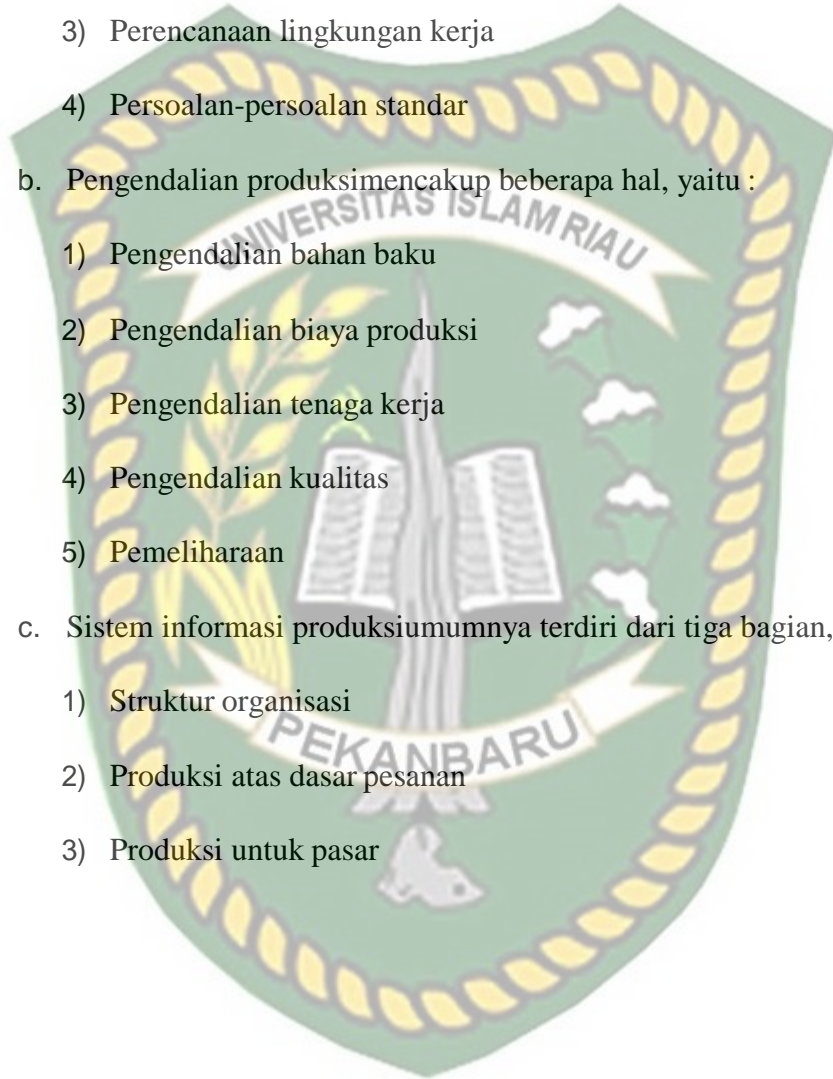 3) Perencanaan lingkungan kerja
4) Persoalan-persoalan standar
b. Pengendalian produksimencakup beberapa hal, yaitu :
UNIVERSITAS ISLAM RIAU
1) Pengendalian bahan baku
2) Pengendalian biaya produksi
3) Pengendalian tenaga kerja
4) Pengendalian kualitas
5) Pemeliharaan
c. Sistem informasi produksiumumnya terdiri dari tiga bagian,
1) Struktur organisasi
PEKANBARU
2) Produksi atas dasar pesanan
3) Produksi untuk pasar